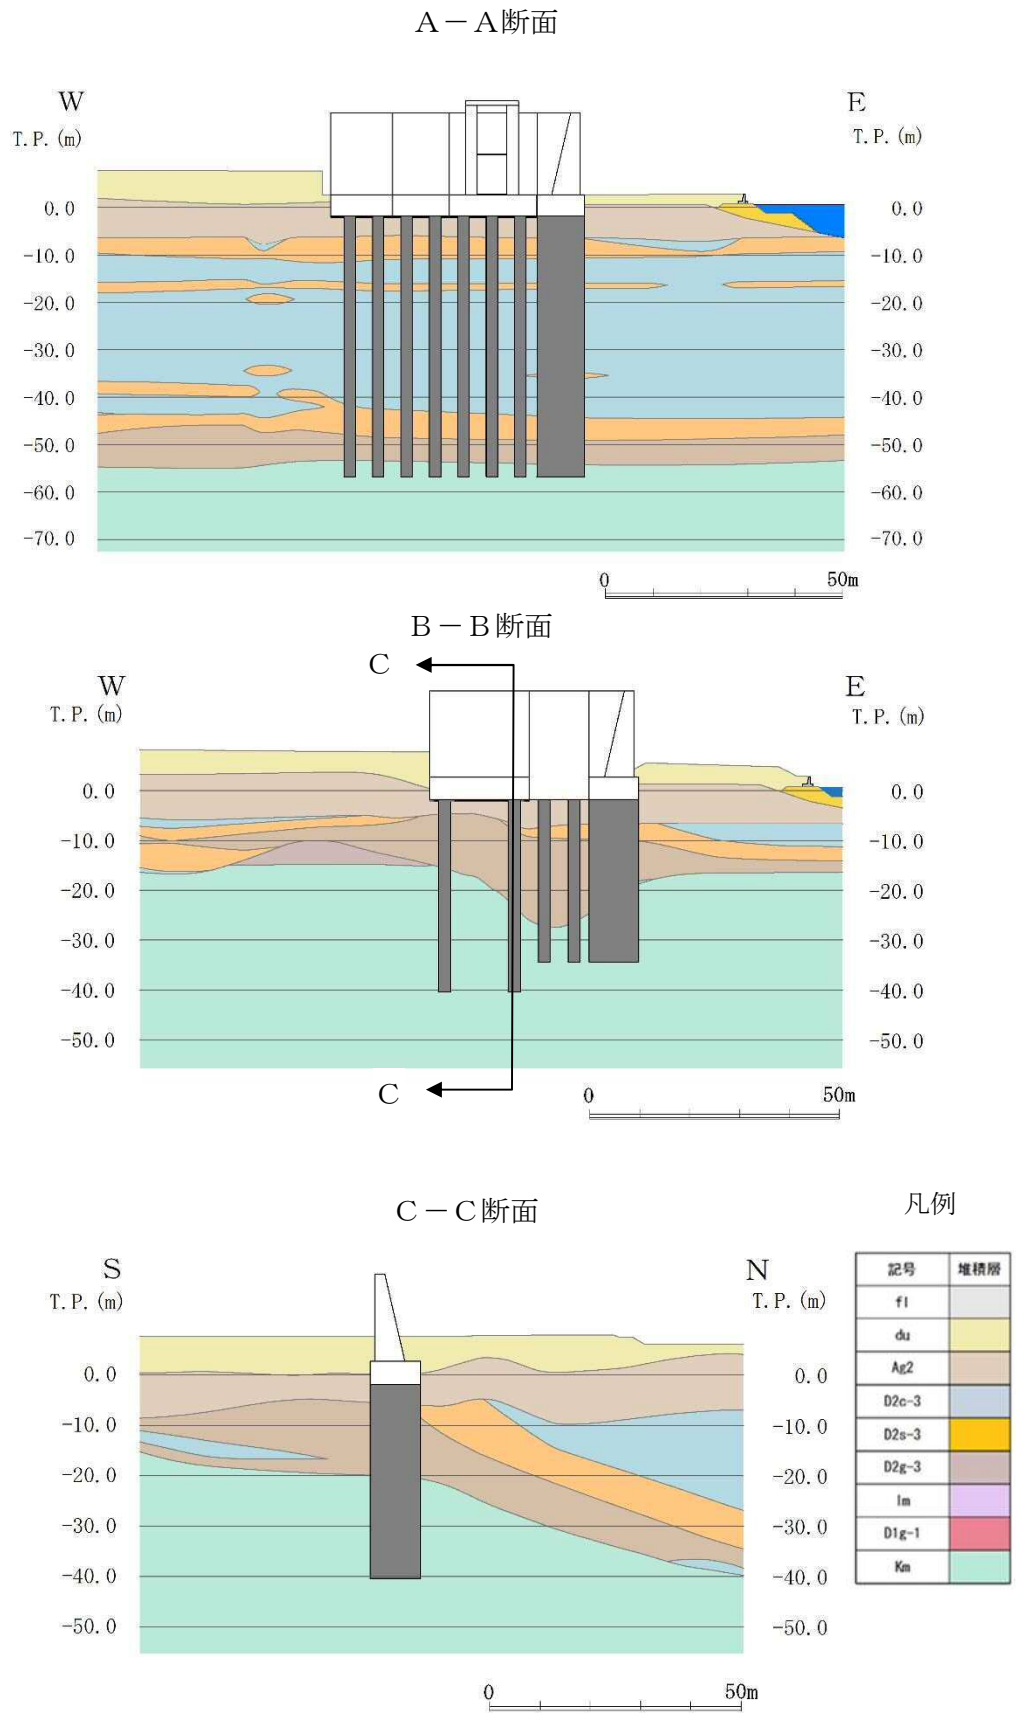 A－A断面
W
E
T.P.(m)
T.P.(m)
0.0
0.0
-10.0
-10.0
-20.0
-20.0
-30.0
-30.0
-40.0
-40.0
-50.0
-50.0
-60.0
-60.0
-70.0
-70.0
0
50m
B－B断面
C
W
E
T.P.(m)
T.P.(m)
0.0
0.0
-10.0
-10.0
-20.0
-20.0
-30.0
-30.0
-40.0
-40.0
-50.0
-50.0
C
0
50m
C－C断面
凡例
S
N
T.P.(m)
T.P.(m)
0.0
0.0
-10.0
-10.0
-20.0
-20.0
-30.0
-30.0
-40.0
-40.0
-50.0
-50.0
0
50m
記号 堆積層
fl
du
Ag2
D2c-3
D2s-3
D2g-3
lm
D1g-1
Km